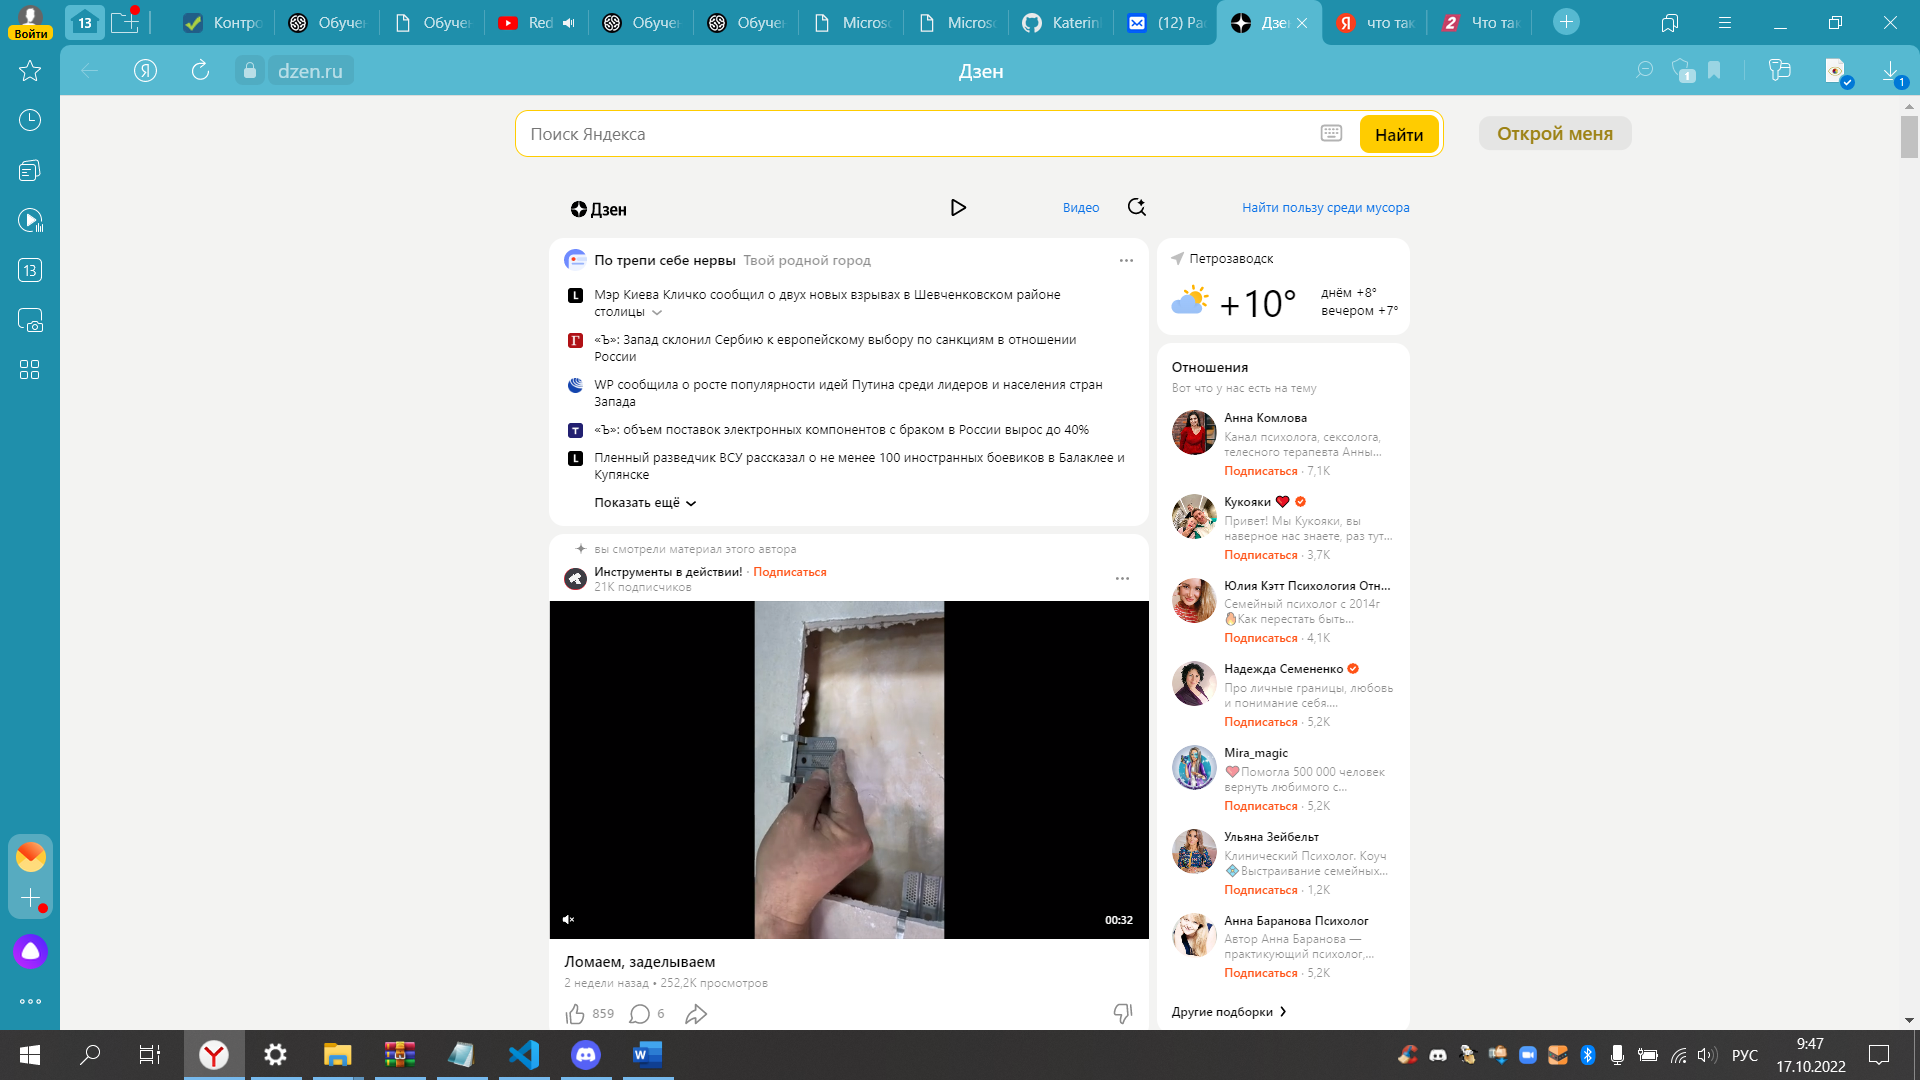 Войти
13
Контро
Обучен
Обучен
Red
Обучен
Обучен
Microso
Microso
Katerin
(12) Ра
Дзен
что так
Что так
dzen.ru
Дзен
1
1
13
Поиск Яндекса
Найти
Открой меня
Дзен
Видео
Найти пользу среди мусора
По трепи себе нервы Твой родной город
Мэр Киева Кличко сообщил о двух новых взрывах в Шевченковском районе
столицы
«Ъ»: Запад склонил Сербию к европейскому выбору по санкциям в отношении
России
WP сообщила о росте популярности идей Путина среди лидеров и населения стран
Запада
«Ъ»: объем поставок электронных компонентов с браком в России вырос до 40%
Пленный разведчик ВСУ рассказал о не менее 100 иностранных боевиков в Балаклее и
Купянске
Показать ещё
вы смотрели материал этого автора
Инструменты в действии! · Подписаться
21K подписчиков
00:32
Ломаем, заделываем
2 недели назад • 252,2K просмотров
859
6
Петрозаводск
+10°
днём +8°
вечером +7°
Отношения
Вот что у нас есть на тему
Анна Комлова
Канал психолога, сексолога,
телесного терапевта Анны...
Подписаться · 7,1K
Кукояки
Привет! Мы Кукояки, вы
наверное нас знаете, раз тут...
Подписаться · 3,7K
Юлия Кэтт Психология Отн...
Семейный психолог с 2014г
Как перестать быть...
Подписаться · 4,1K
Надежда Семененко
Про личные границы, любовь
и понимание себя....
Подписаться · 5,2K
Mira_magic
Помогла 500 000 человек
вернуть любимого с...
Подписаться · 5,2K
Ульяна Зейбельт
Клинический Психолог. Коуч
Выстраивание семейных...
Подписаться · 1,2K
Анна Баранова Психолог
Автор Анна Баранова —
практикующий психолог,...
Подписаться · 5,2K
Другие подборки
РУС
9:47
17.10.2022